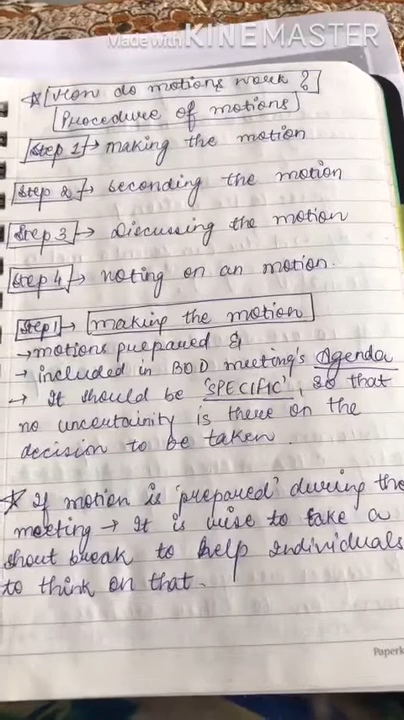 Made with KINEMASTER
☆ How do motions work ?
Procedure of motions
Step 1 → making the motion
Step 2 → seconding the motion
Step 3 → Discussing the motion
Step 4 → voting on an motion.
Step 1 → making the motion
→ motions prepared &
→ included in BOD meeting's Agenda
→ It should be 'SPECIFIC', so that
no uncertainity is there on the
decision to be taken.
☆ If motion is 'prepared' during the
meeting → It is wise to take a
short break to help individuals
to think on that.
Paperk